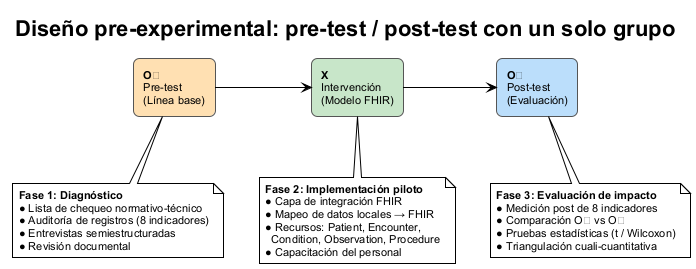 Diseño pre-experimental: pre-test / post-test con un solo grupo
O□
Pre-test
(Línea base)
X
Intervención
(Modelo FHIR)
O□
Post-test
(Evaluación)
Fase 1: Diagnóstico
● Lista de chequeo normativo-técnico
● Auditoría de registros (8 indicadores)
● Entrevistas semiestructuradas
● Revisión documental
Fase 2: Implementación piloto
● Capa de integración FHIR
● Mapeo de datos locales → FHIR
● Recursos: Patient, Encounter,
Condition, Observation, Procedure
● Capacitación del personal
Fase 3: Evaluación de impacto
● Medición post de 8 indicadores
● Comparación O□ vs O□
● Pruebas estadísticas (t / Wilcoxon)
● Triangulación cuali-cuantitativa